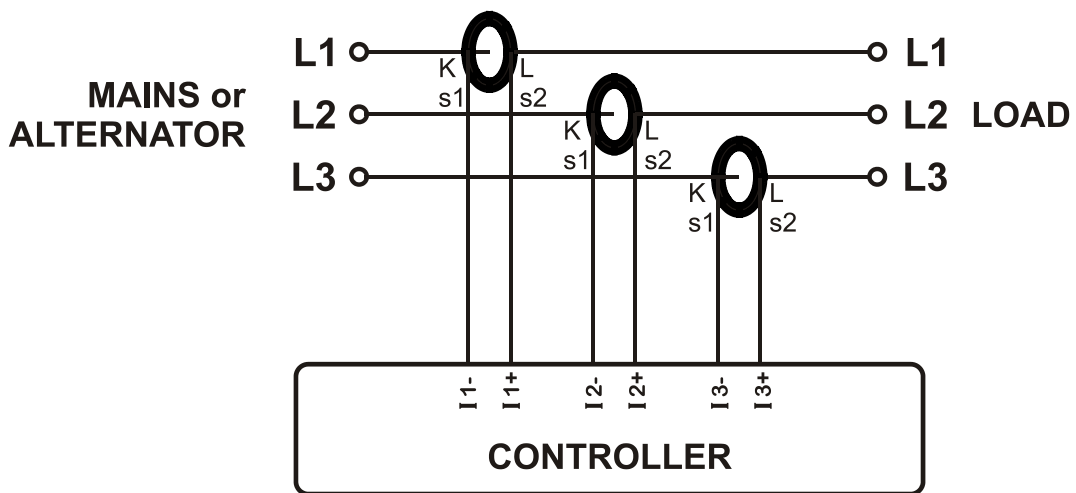 L1
K
L
L1
s1
s2
MAINS or
ALTERNATOR
L2
K
L
L2
LOAD
s1
s2
L3
K
L
L3
s1
s2
I1-
I1+
I2-
I2+
I3-
I3+
CONTROLLER